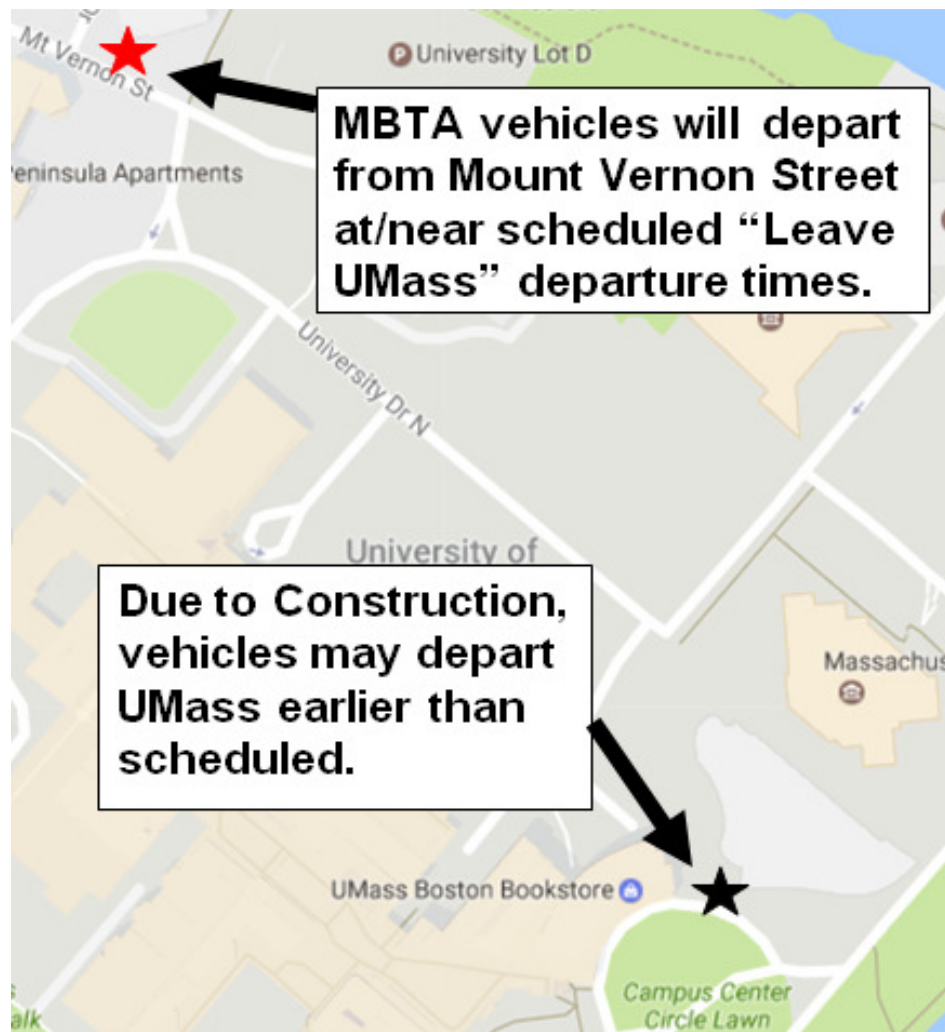 Mt Vernon St
University Lot D
MBTA vehicles will depart
from Mount Vernon Street
at/near scheduled “Leave
UMass” departure times.
eninsula Apartments
University Dr N
University of
Due to Construction,
vehicles may depart
UMass earlier than
scheduled.
Massachus
UMass Boston Bookstore
Campus Center
Circle Lawn
alk